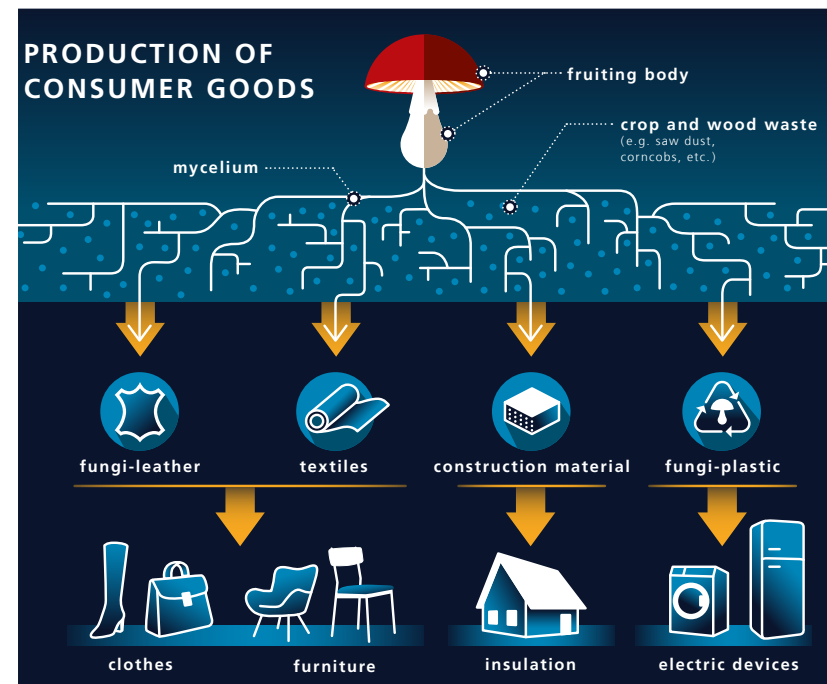 PRODUCTION OF
CONSUMER GOODS
fruiting body
crop and wood waste
(e.g. saw dust,
corncobs, etc.)
mycelium
fungi-leather
textiles
construction material
fungi-plastic
clothes
furniture
insulation
electric devices